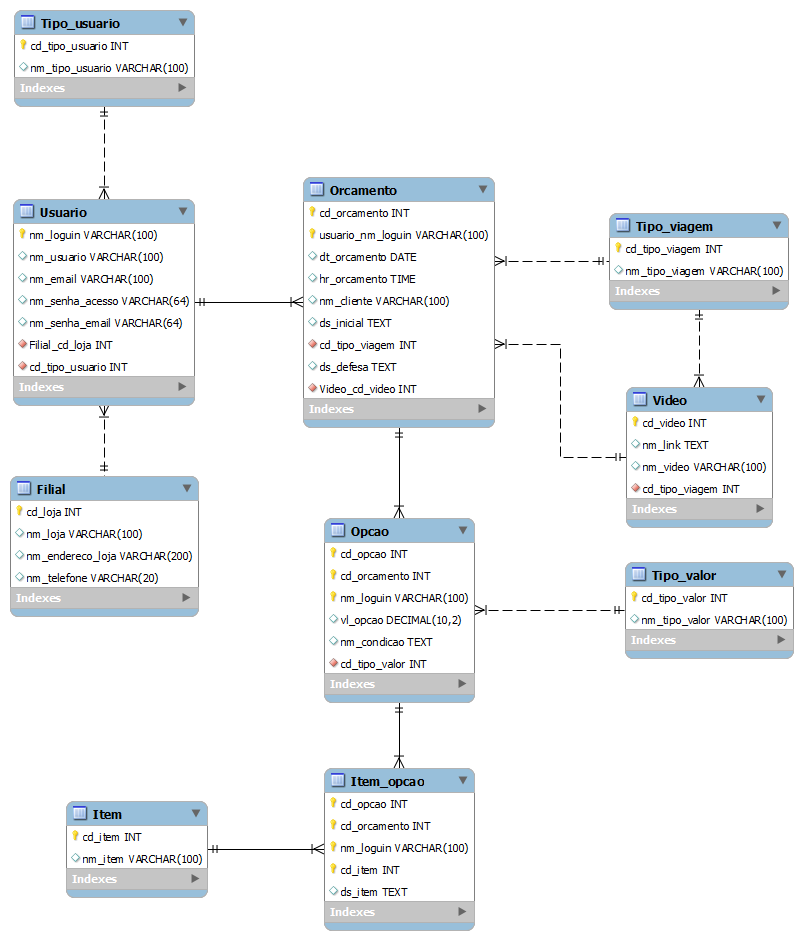 Tipo_usuario
cd_tipo_usuario INT
nm_tipo_usuario VARCHAR(100)
Indexes
Usuario
nm_loguin VARCHAR(100)
nm_usuario VARCHAR(100)
nm_email VARCHAR(100)
nm_senha_acesso VARCHAR(64)
nm_senha_email VARCHAR(64)
Filial_cd_loja INT
cd_tipo_usuario INT
Indexes
Filial
cd_loja INT
nm_loja VARCHAR(100)
nm_endereco_loja VARCHAR(200)
nm_telefone VARCHAR(20)
Indexes
Orcamento
cd_orcamento INT
usuario_nm_loguin VARCHAR(100)
dt_orcamento DATE
hr_orcamento TIME
nm_cliente VARCHAR(100)
ds_inicial TEXT
cd_tipo_viagem INT
ds_defesa TEXT
Video_cd_video INT
Indexes
Tipo_viagem
cd_tipo_viagem INT
nm_tipo_viagem VARCHAR(100)
Indexes
Video
cd_video INT
nm_link TEXT
nm_video VARCHAR(100)
cd_tipo_viagem INT
Indexes
Opcao
cd_opcao INT
cd_orcamento INT
nm_loguin VARCHAR(100)
vl_opcao DECIMAL(10,2)
nm_condicao TEXT
cd_tipo_valor INT
Indexes
Tipo_valor
cd_tipo_valor INT
nm_tipo_valor VARCHAR(100)
Indexes
Item
cd_item INT
nm_item VARCHAR(100)
Indexes
Item_opcao
cd_opcao INT
cd_orcamento INT
nm_loguin VARCHAR(100)
cd_item INT
ds_item TEXT
Indexes